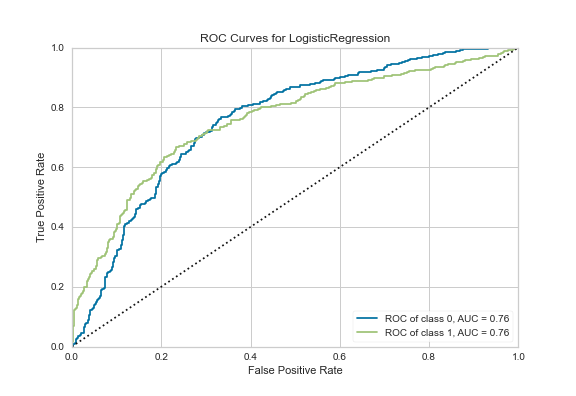 ROC Curves for LogisticRegression
1.0
0.8
0.6
0.4
0.2
0.0
True Positive Rate
ROC of class 0, AUC = 0.76
ROC of class 1, AUC = 0.76
0.0 0.2 0.4 0.6 0.8 1.0
False Positive Rate